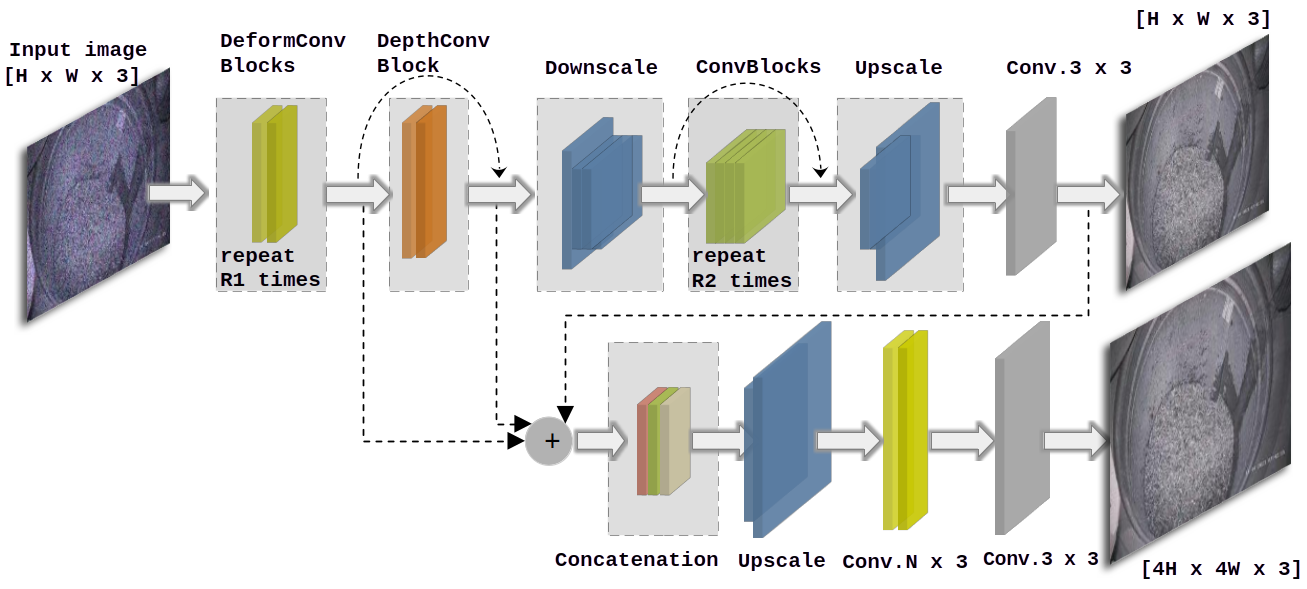 Input image
[H x W x 3]
DeformConv
Blocks
DepthConv
Block
Downscale
ConvBlocks
Upscale
Conv.3 x 3
[H x W x 3]
repeat
R1 times
repeat
R2 times
+
Concatenation
Upscale
Conv.N x 3
Conv.3 x 3
[4H x 4W x 3]